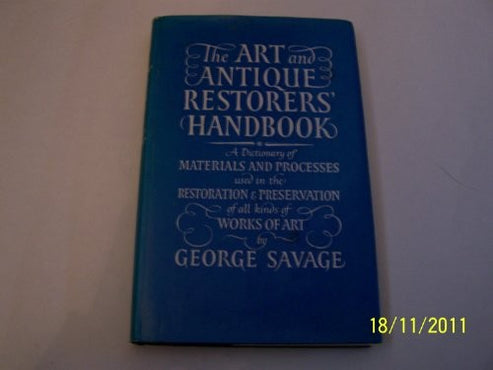 The ART and
ANTIQUE
RESTORERS'
HANDBOOK
A Dictionary of
MATERIALS AND PROCESSES
used in the
RESTORATION & PRESERVATION
of all kinds of
WORKS OF ART
by
GEORGE SAVAGE
18/11/2011